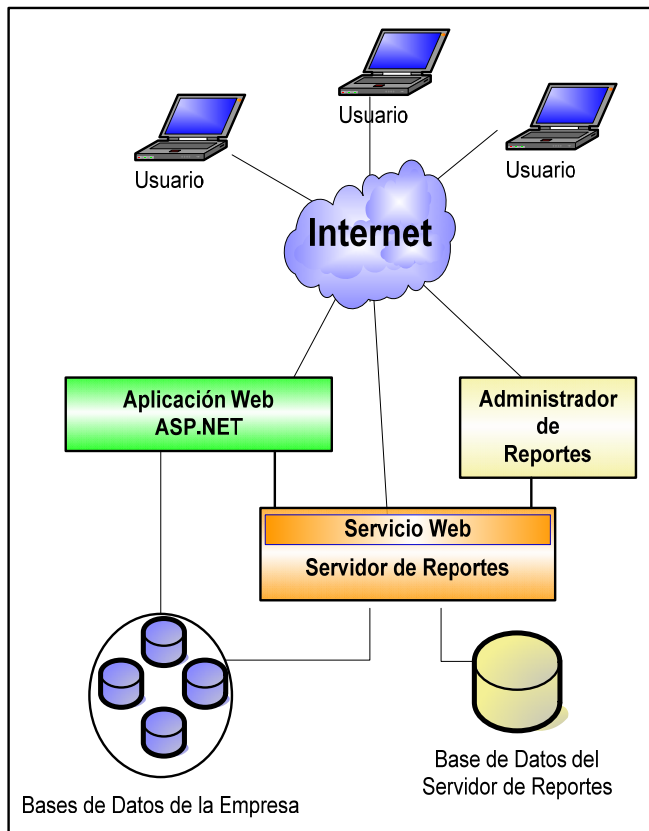 Usuario
Usuario
Usuario
Internet
Aplicación Web
ASP.NET
Administrador
de
Reportes
Servicio Web
Servidor de Reportes
Bases de Datos de la Empresa
Base de Datos del
Servidor de Reportes